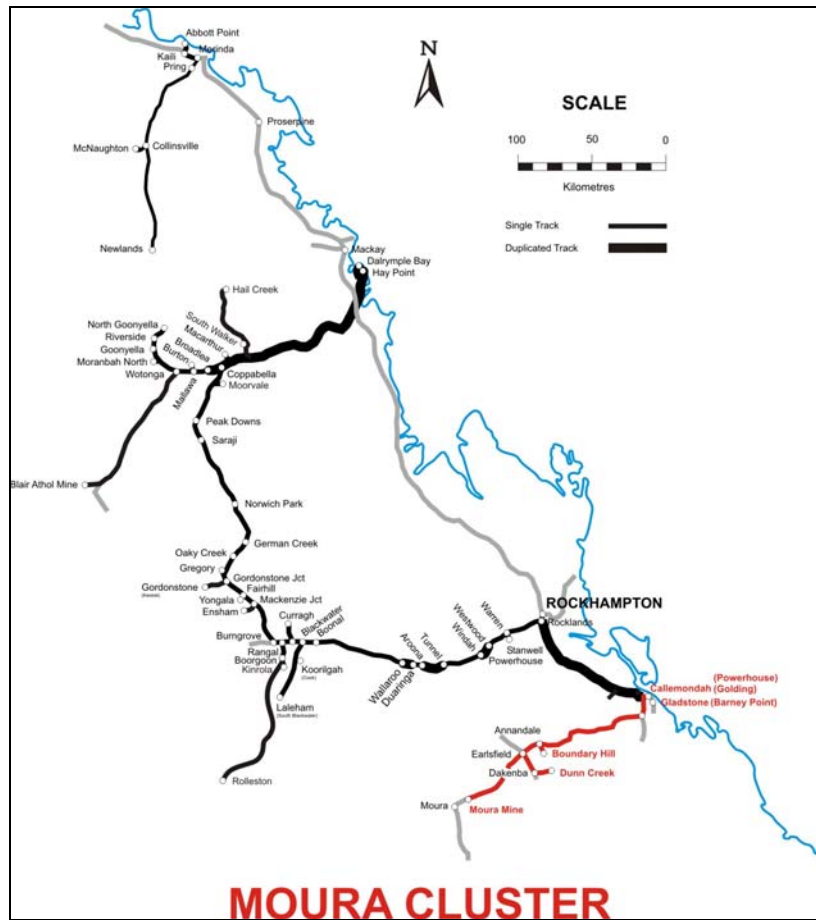 Abbott Point
Kaili
Merinda
Pring
N
SCALE
100 50 0
Kilometres
Single Track
Duplicated Track
Proserpine
McNaughton
Collinsville
Newlands
Mackay
Dalrymple Bay
Hay Point
Hail Creek
North Goonyella
Riverside
Goonyella
Moranbah North
Wotonga
South Walker
Macarthur
Broadlea
Burton
Mallawa
Coppabella
Moorvale
Peak Downs
Saraji
Blair Athol Mine
Norwich Park
German Creek
Oaky Creek
Gregory
Gordonstone
Gordonstone Jct
Fairhill
Yongala
Mackenzie Jct
Ensham
Curragh
Burngrove
Blackwater
Boonal
Rangal
Boorgoon
Kinrola
Koorilgah
(Cook)
Laleham
(South Blackwater)
Rolleston
Wallaroo
Duaringa
Aroona
Tunnel
Windah
Westwood
Warren
Stanwell
Powerhouse
ROCKHAMPTON
Rocklands
(Powerhouse)
Callemondah (Golding)
Gladstone (Barney Point)
Annandale
Earlsfield
Boundary Hill
Dakenba
Dunn Creek
Moura
Moura Mine
MOURA CLUSTER